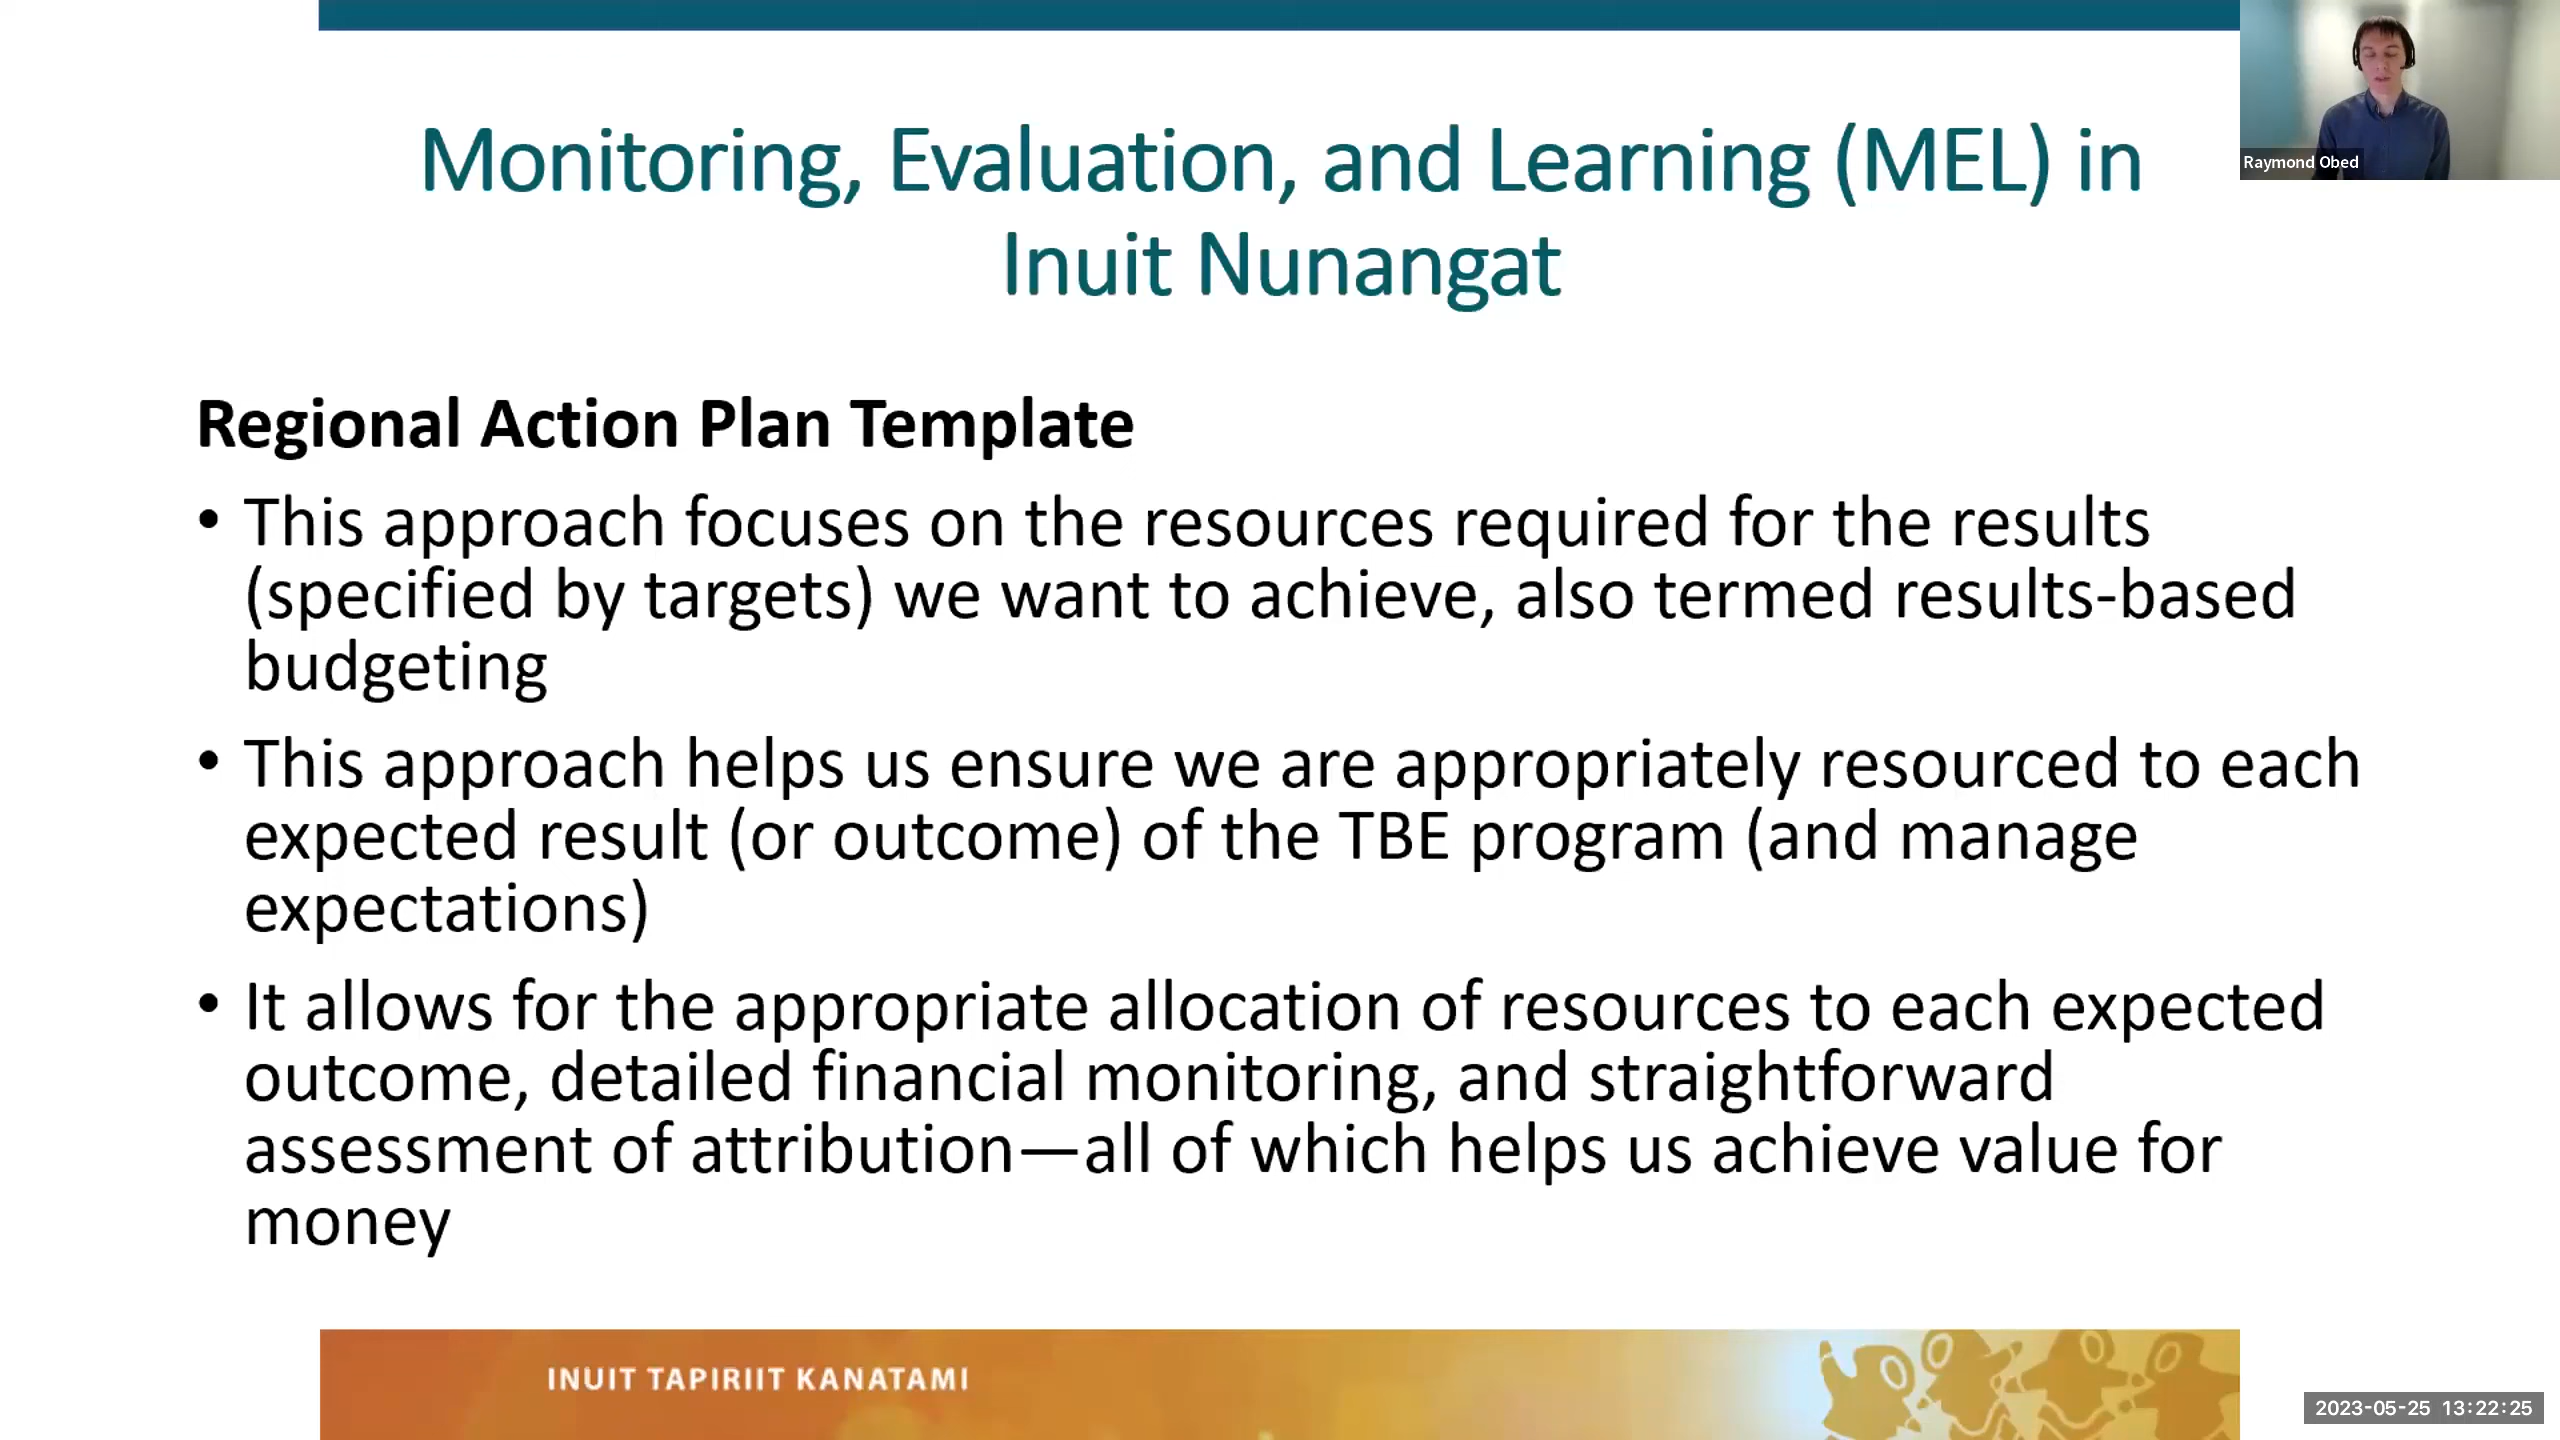 Monitoring, Evaluation, and Learning (MEL) in
Inuit Nunangat
Raymond Obed
Regional Action Plan Template
• This approach focuses on the resources required for the results
(specified by targets) we want to achieve, also termed results-based
budgeting
• This approach helps us ensure we are appropriately resourced to each
expected result (or outcome) of the TBE program (and manage
expectations)
• It allows for the appropriate allocation of resources to each expected
outcome, detailed financial monitoring, and straightforward
assessment of attribution—all of which helps us achieve value for
money
INUIT TAPIRIIT KANATAMI
2023-05-25 13:22:25